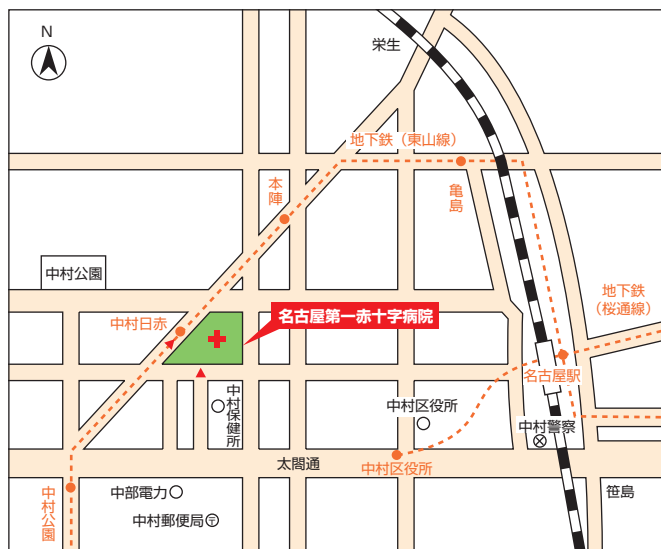 N
栄生
地下鉄（東山線）
本陣
亀島
中村公園
地下鉄
（桜通線）
中村日赤
名古屋第一赤十字病院
名古屋駅
中村保健所
中村区役所
中村警察
太閤通
中村区役所
中村公園
中部電力
笹島
中村郵便局〒